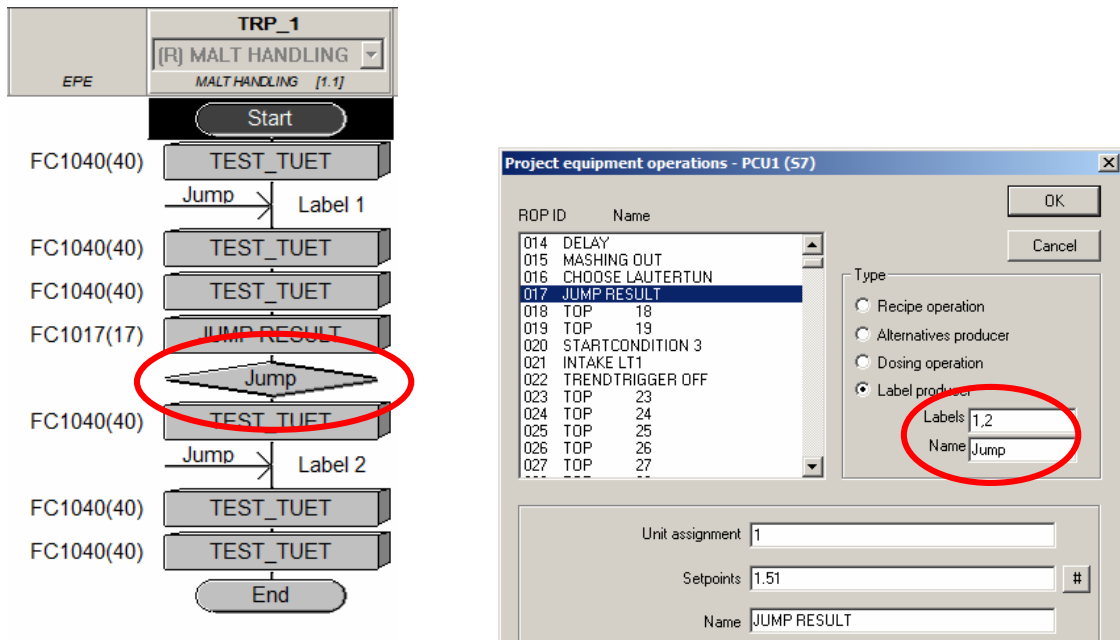 TRP_1
(R) MALT HANDLING
EPE
MALT HANDLING [1.1]
Start
FC1040(40) TEST_TUET
Jump Label 1
FC1040(40) TEST_TUET
FC1040(40) TEST_TUET
FC1017(17) JUMP RESULT
Jump
FC1040(40) TEST_TUET
Jump Label 2
FC1040(40) TEST_TUET
FC1040(40) TEST_TUET
End
Project equipment operations - PCU1 (S7)
OK
Cancel
ROP ID Name
014 DELAY
015 MASHING OUT
016 CHOOSE LAUTERTUN
017 JUMP RESULT
018 TOP 18
019 TOP 19
020 STARTCONDITION 3
021 INTAKE LT1
022 TRENDTRIGGER OFF
023 TOP 23
024 TOP 24
025 TOP 25
026 TOP 26
027 TOP 27
Type
Recipe operation
Alternatives producer
Dosing operation
Label producer
Labels 1,2
Name Jump
Unit assignment 1
Setpoints 1.51 #
Name JUMP RESULT